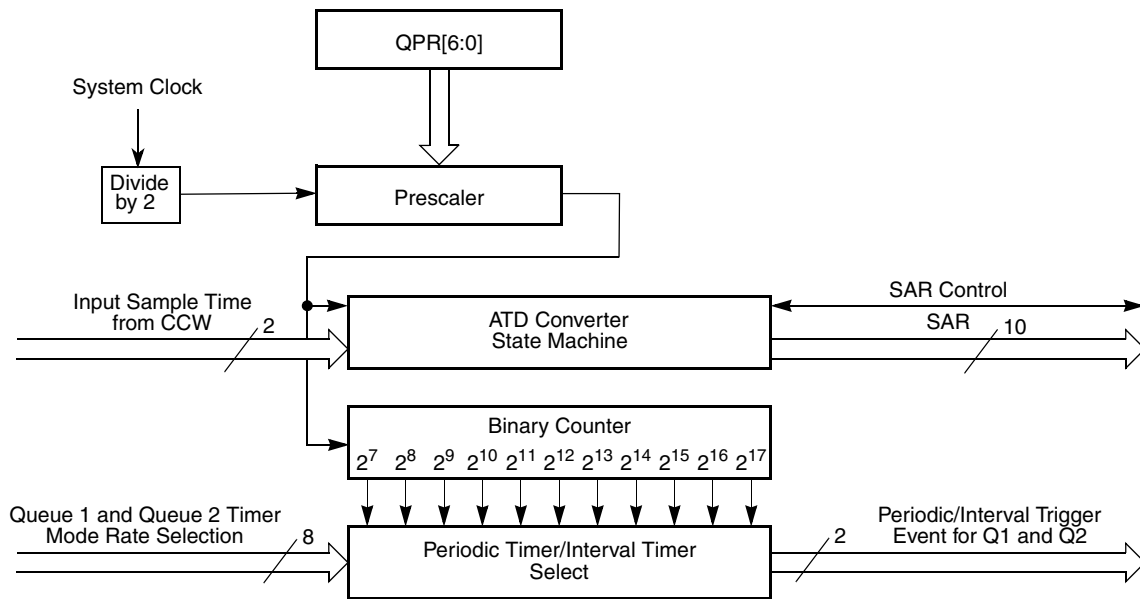 QPR[6:0]
System Clock
Divide
by 2
Prescaler
Input Sample Time
from CCW
2
ATD Converter
State Machine
SAR Control
SAR
10
Binary Counter
2^7 2^8 2^9 2^10 2^11 2^12 2^13 2^14 2^15 2^16 2^17
Queue 1 and Queue 2 Timer
Mode Rate Selection
8
Periodic Timer/Interval Timer
Select
2
Periodic/Interval Trigger
Event for Q1 and Q2